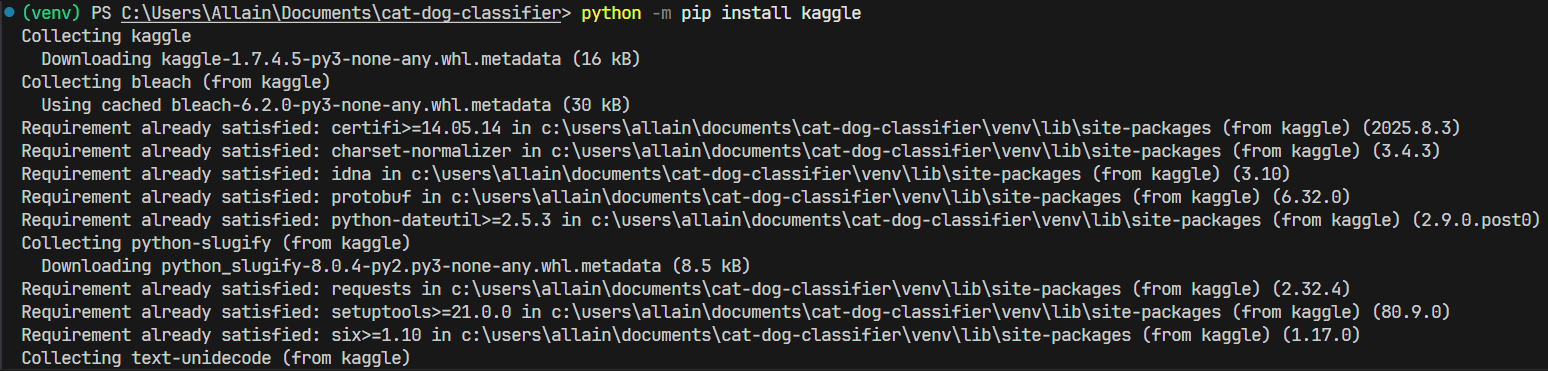 (venv) PS C:\Users\Allain\Documents\cat-dog-classifier> python -m pip install kaggle
Collecting kaggle
  Downloading kaggle-1.7.4.5-py3-none-any.whl.metadata (16 kB)
Collecting bleach (from kaggle)
  Using cached bleach-6.2.0-py3-none-any.whl.metadata (30 kB)
Requirement already satisfied: certifi>=14.05.14 in c:\users\allain\documents\cat-dog-classifier\venv\lib\site-packages (from kaggle) (2025.8.3)
Requirement already satisfied: charset-normalizer in c:\users\allain\documents\cat-dog-classifier\venv\lib\site-packages (from kaggle) (3.4.3)
Requirement already satisfied: idna in c:\users\allain\documents\cat-dog-classifier\venv\lib\site-packages (from kaggle) (3.10)
Requirement already satisfied: protobuf in c:\users\allain\documents\cat-dog-classifier\venv\lib\site-packages (from kaggle) (6.32.0)
Requirement already satisfied: python-dateutil>=2.5.3 in c:\users\allain\documents\cat-dog-classifier\venv\lib\site-packages (from kaggle) (2.9.0.post0)
Collecting python-slugify (from kaggle)
  Downloading python_slugify-8.0.4-py2.py3-none-any.whl.metadata (8.5 kB)
Requirement already satisfied: requests in c:\users\allain\documents\cat-dog-classifier\venv\lib\site-packages (from kaggle) (2.32.4)
Requirement already satisfied: setuptools>=21.0.0 in c:\users\allain\documents\cat-dog-classifier\venv\lib\site-packages (from kaggle) (80.9.0)
Requirement already satisfied: six>=1.10 in c:\users\allain\documents\cat-dog-classifier\venv\lib\site-packages (from kaggle) (1.17.0)
Collecting text-unidecode (from kaggle)